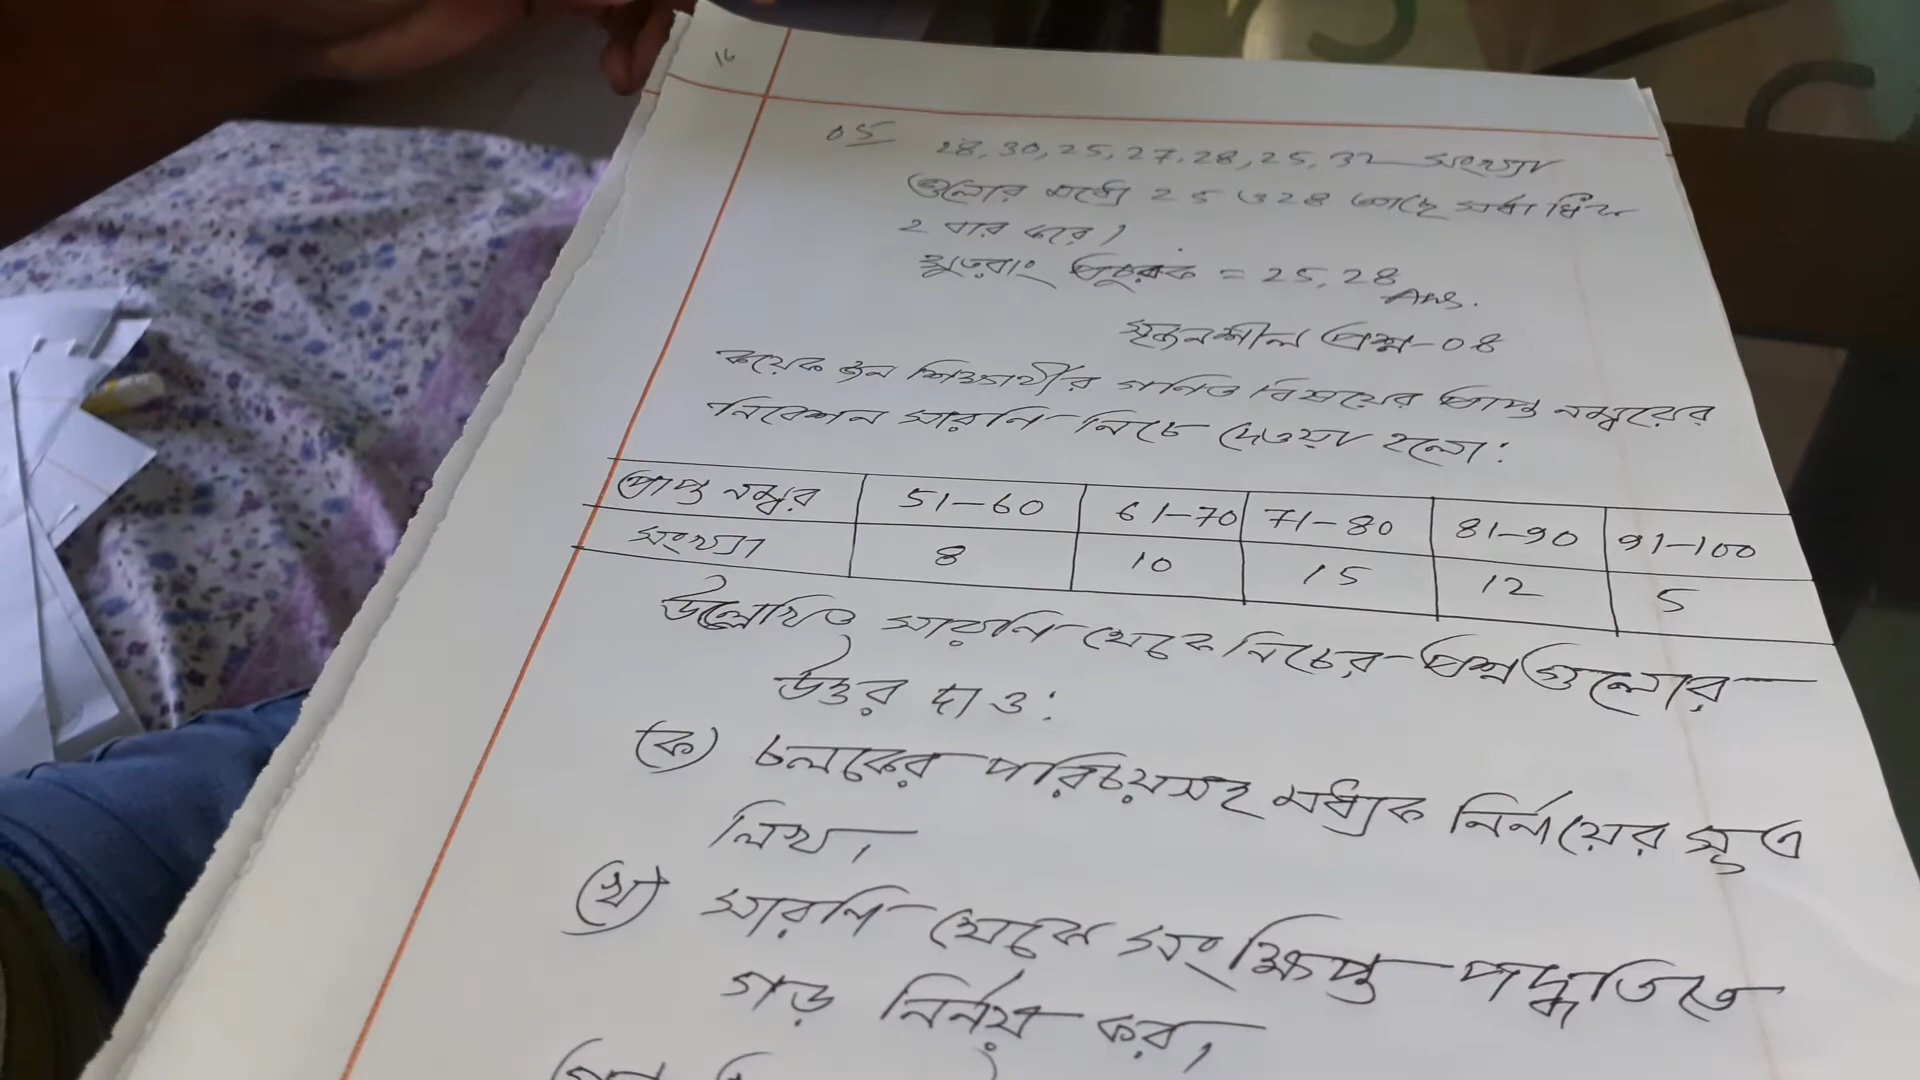 16
05 28, 30, 25, 27, 28, 25, 32 সংখ্যা
গুলোর মধ্যে 25 ও 28 আছে সর্বাধিক
2 বার করে।
সুতরাং প্রচুরক = 25, 28 Ans.
সৃজনশীল প্রশ্ন-08
কয়েক জন শিক্ষার্থীর গণিত বিষয়ের প্রাপ্ত নম্বরের
নিবেশন সারণি নিচে দেওয়া হলো:
প্রাপ্ত নম্বর 51-60 61-70 71-80 81-90 91-100
সংখ্যা 8 10 15 12 5
উল্লেখিত সারণি থেকে নিচের প্রশ্নগুলোর
উত্তর দাও:
(ক) চলকের পরিচয়সহ মধ্যক নির্ণয়ের সূত্র
লিখ।
(খ) সারণি থেকে সংক্ষিপ্ত পদ্ধতিতে
গড় নির্ণয় কর।